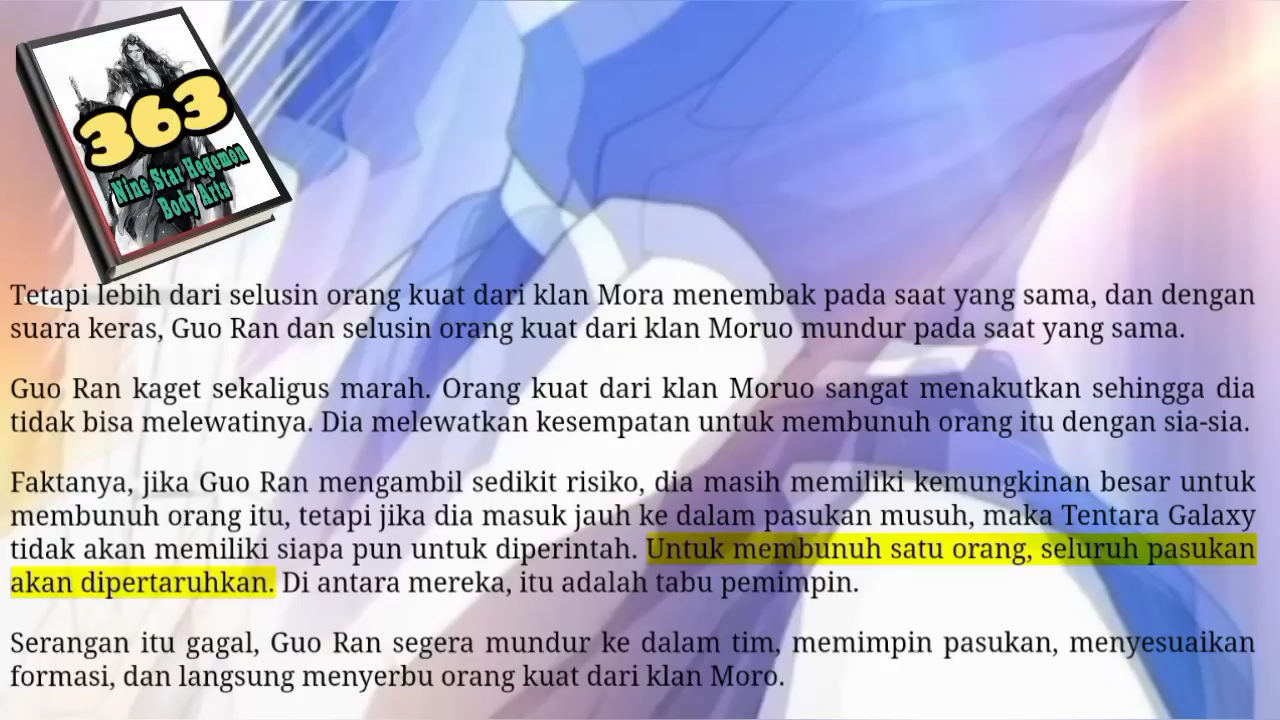 363
Nine Star Hegemon
Body Arts
Tetapi lebih dari selusin orang kuat dari klan Mora menembak pada saat yang sama, dan dengan
suara keras, Guo Ran dan selusin orang kuat dari klan Moruo mundur pada saat yang sama.
Guo Ran kaget sekaligus marah. Orang kuat dari klan Moruo sangat menakutkan sehingga dia
tidak bisa melewatinya. Dia melewatkan kesempatan untuk membunuh orang itu dengan sia-sia.
Faktanya, jika Guo Ran mengambil sedikit risiko, dia masih memiliki kemungkinan besar untuk
membunuh orang itu, tetapi jika dia masuk jauh ke dalam pasukan musuh, maka Tentara Galaxy
tidak akan memiliki siapa pun untuk diperintah. Untuk membunuh satu orang, seluruh pasukan
akan dipertaruhkan. Di antara mereka, itu adalah tabu pemimpin.
Serangan itu gagal, Guo Ran segera mundur ke dalam tim, memimpin pasukan, menyesuaikan
formasi, dan langsung menyerbu orang kuat dari klan Moro.